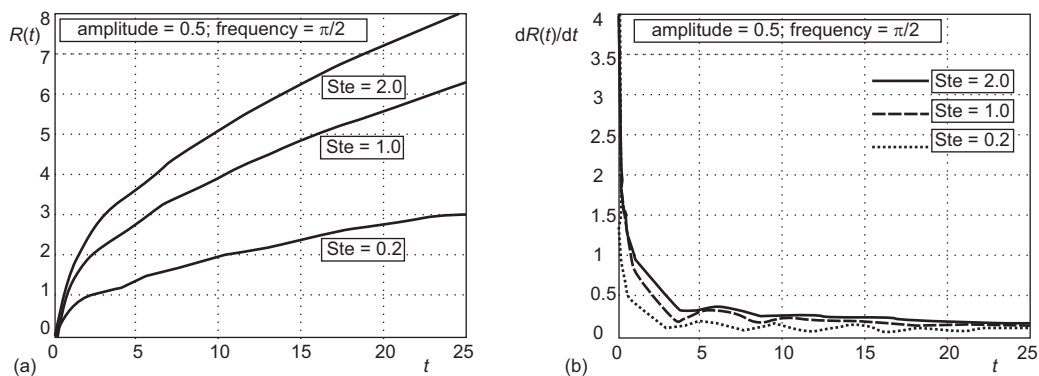 8
R(t)
amplitude = 0.5; frequency = π/2
7
6
Ste = 2.0
5
Ste = 1.0
4
3
2
Ste = 0.2
1
0
0 5 10 15 20 25
(a)
t
4
dR(t)/dt
amplitude = 0.5; frequency = π/2
3.5
Ste = 2.0
3
Ste = 1.0
2.5
Ste = 0.2
2
1.5
1
0.5
0
0 5 10 15 20 25
(b)
t